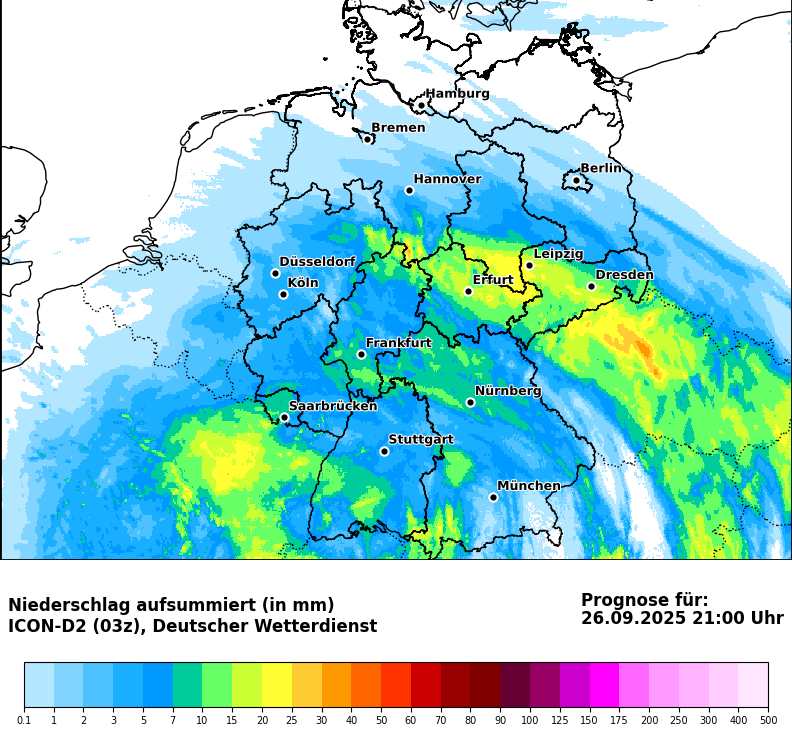 Hamburg
Bremen
Berlin
Hannover
Leipzig
Düsseldorf
Dresden
Köln
Erfurt
Frankfurt
Nürnberg
Saarbrücken
Stuttgart
München
Niederschlag aufsummiert (in mm)
ICON-D2 (03z), Deutscher Wetterdienst
Prognose für:
26.09.2025 21:00 Uhr
0.1 1 2 3 5 7 10 15 20 25 30 40 50 60 70 80 90 100 125 150 175 200 250 300 400 500